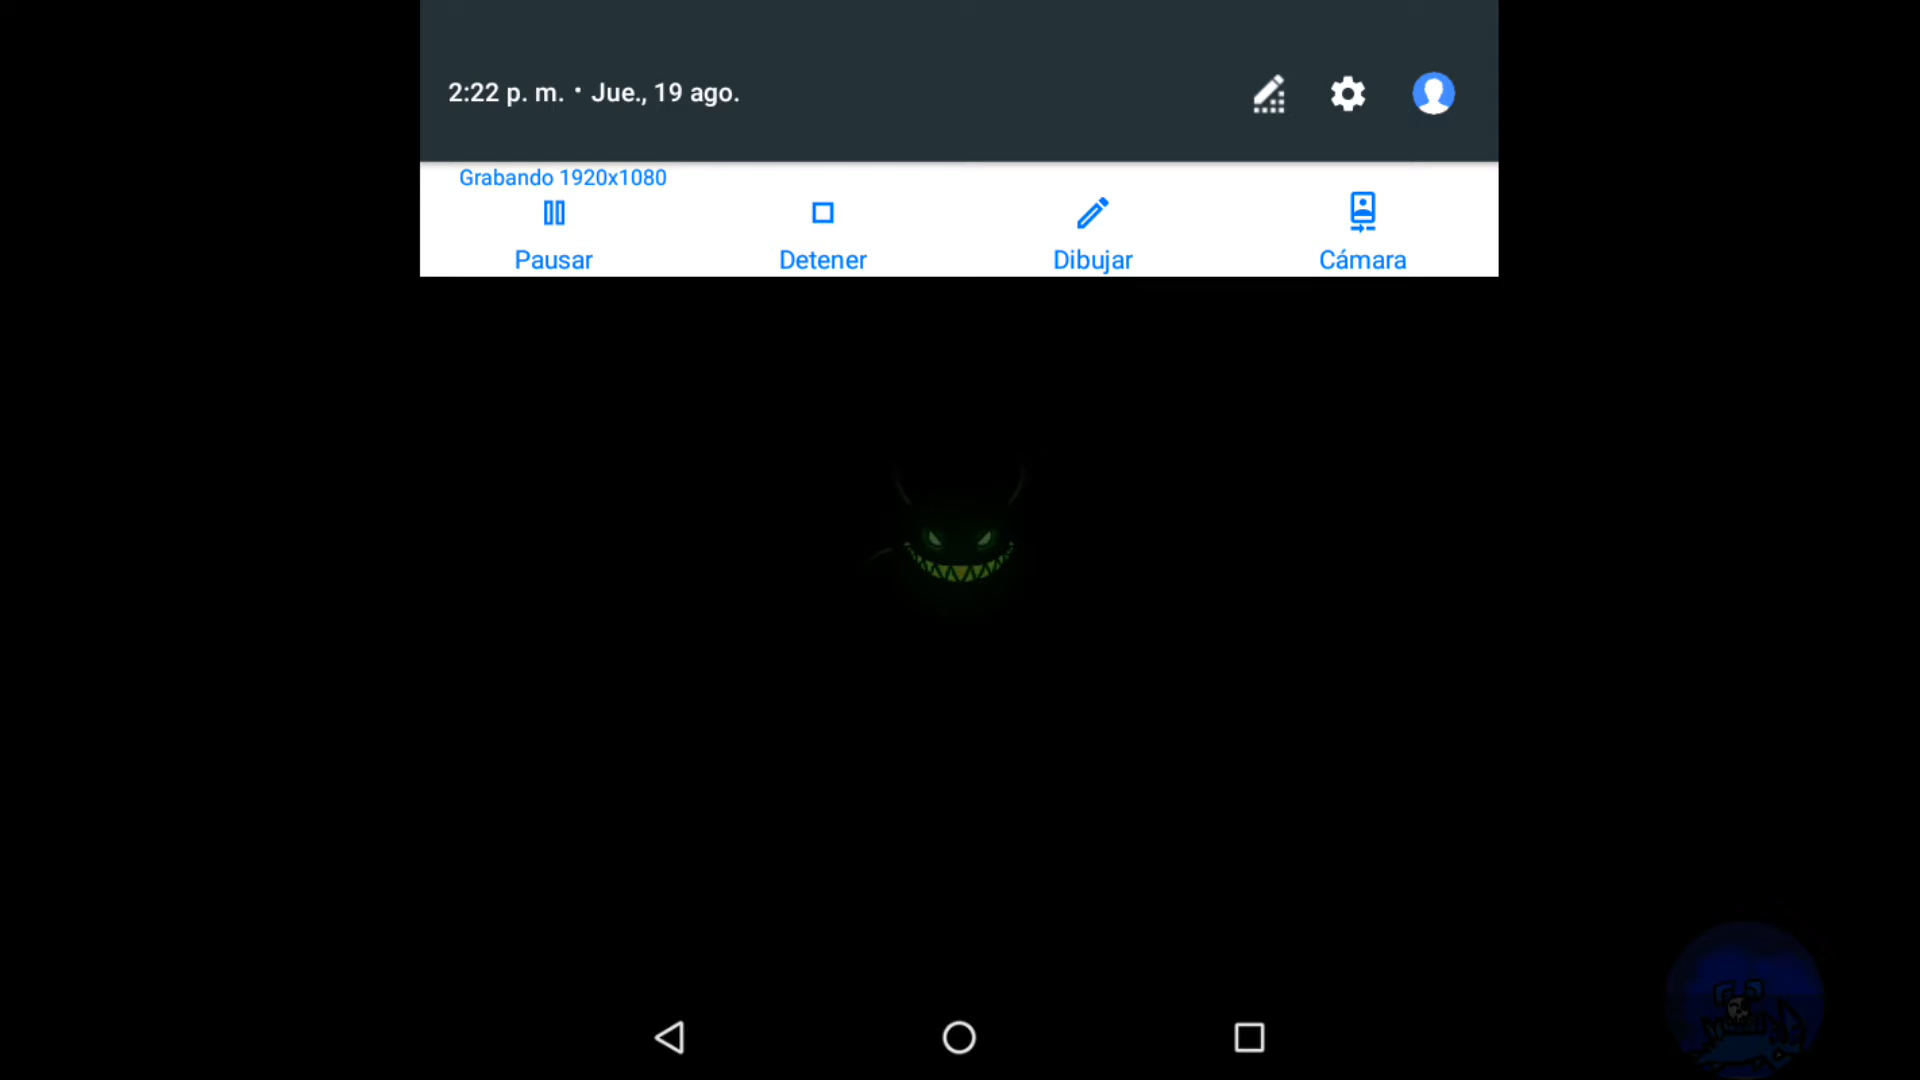 2:22 p. m. • Jue., 19 ago.
Grabando 1920x1080
Pausar
Detener
Dibujar
Cámara